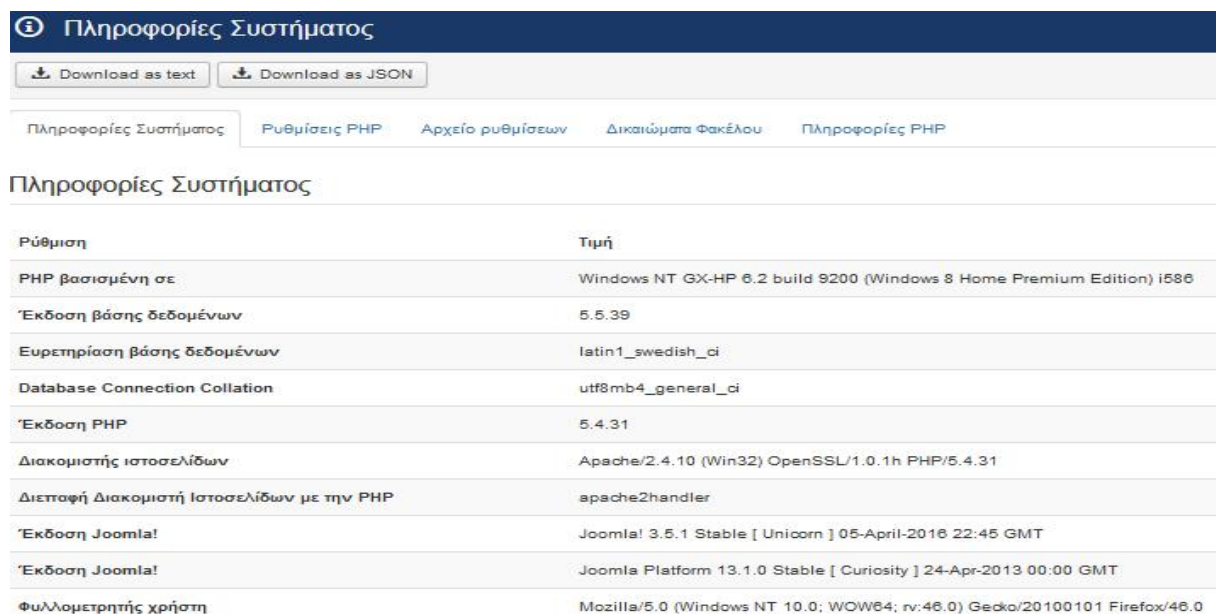 Πληροφορίες Συστήματος
Download as text Download as JSON
Πληροφορίες Συστήματος Ρυθμίσεις PHP Αρχείο ρυθμίσεων Δικαιώματα Φακέλου Πληροφορίες PHP
Πληροφορίες Συστήματος
Ρύθμιση Τιμή
PHP βασισμένη σε Windows NT GX-HP 6.2 build 9200 (Windows 8 Home Premium Edition) i586
Έκδοση βάσης δεδομένων 5.5.39
Ευρετηρίαση βάσης δεδομένων latin1_swedish_ci
Database Connection Collation utf8mb4_general_ci
Έκδοση PHP 5.4.31
Διακομιστής ιστοσελίδων Apache/2.4.10 (Win32) OpenSSL/1.0.1h PHP/5.4.31
Διεπαφή Διακομιστή Ιστοσελίδων με την PHP apache2handler
Έκδοση Joomla! Joomla! 3.5.1 Stable [ Unicorn ] 05-April-2016 22:45 GMT
Έκδοση Joomla! Joomla Platform 13.1.0 Stable [ Curiosity ] 24-Apr-2013 00:00 GMT
Φυλλομετρητής χρήστη Mozilla/5.0 (Windows NT 10.0; WOW64; rv:46.0) Gecko/20100101 Firefox/46.0